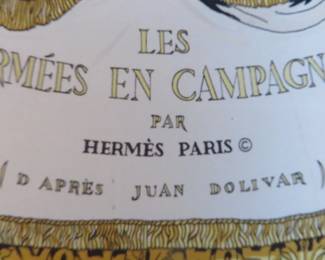 LES
RMÉES EN CAMPAGN
PAR
HERMÈS PARIS ©
( D APRÈS JUAN DOLIVAR )